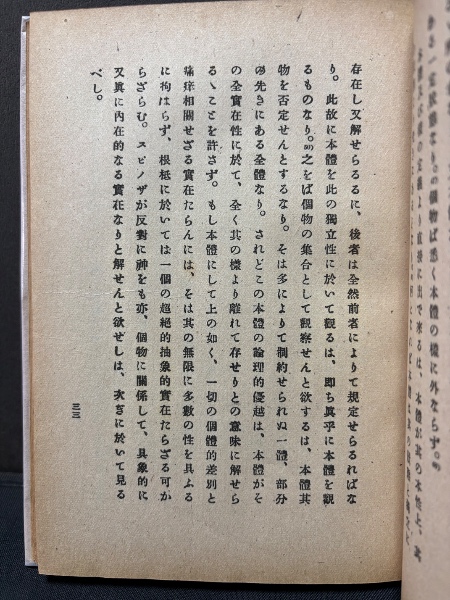 存在し又解せらるるに、後者は全然前者によりて規定せらるればな
り。此故に本體を此の獨立性に於いて觀るは、即ち眞乎に本體を觀
るものなり。之をば個物の集合として觀察せんと欲するは、本體其
物を否定せんとするなり。そは多によりて制約せられぬ一體、部分
の先きにある全體なり。されどこの本體の論理的優越は、本體がそ
の全實在性に於て、全く其の樣より離れて存せりとの意味に解せら
るゝことを許さず。もし本體にして上の如く、一切の個體的差別と
痛痒相關せざる實在たらんには、そは其の無限に多數の性を具ふる
に拘はらず、根柢に於いては一個の超絶的抽象的實在たらざる可か
らざらむ。スピノザが反對に神をも亦、個物に關係して、具象的に
又眞に内在的なる實在なりと解せんと欲せしは、次ぎに於いて見る
べし。
三三